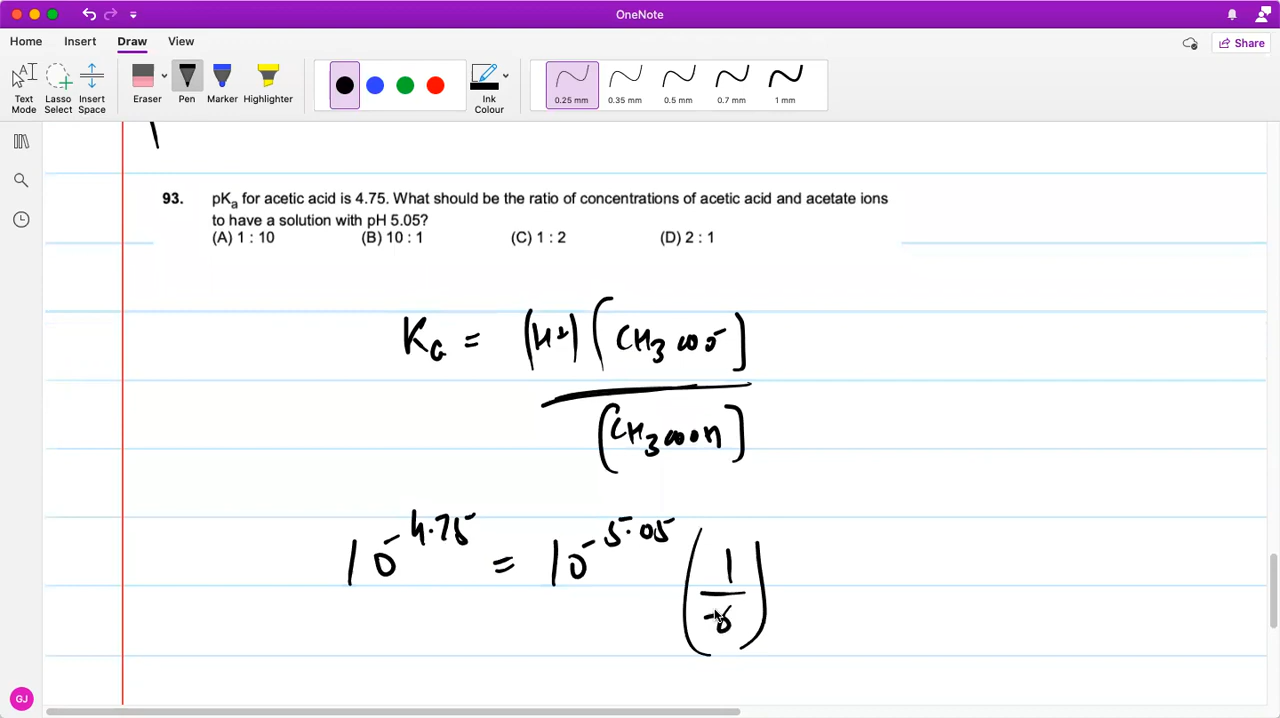 OneNote
Home Insert Draw View
Share
Text Mode
Lasso Select
Insert Space
Eraser
Pen
Marker
Highlighter
Ink Colour
0.25 mm
0.35 mm
0.5 mm
0.7 mm
1 mm
93. pKa for acetic acid is 4.75. What should be the ratio of concentrations of acetic acid and acetate ions
to have a solution with pH 5.05?
(A) 1 : 10 (B) 10 : 1 (C) 1 : 2 (D) 2 : 1
Ka = [H+] [CH3COO-]
[CH3COOH]
10^-4.75 = 10^-5.05 (1
GJ